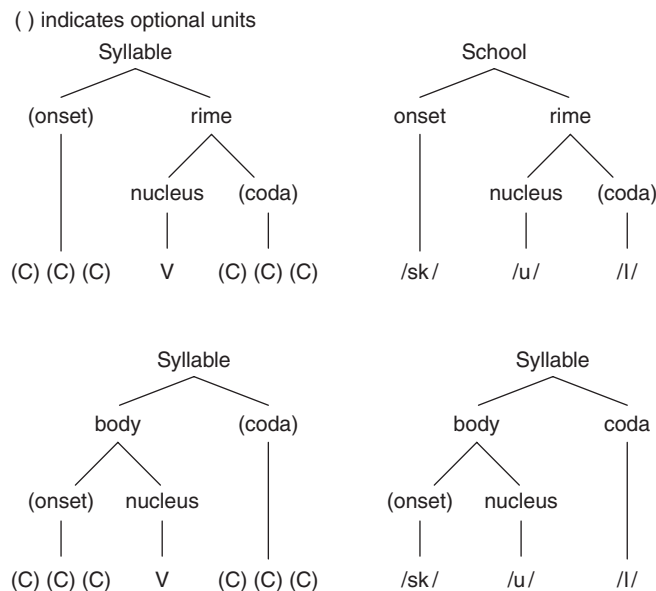 ( ) indicates optional units
Syllable School
(onset) rime onset rime
nucleus (coda) nucleus (coda)
(C) (C) (C) V (C) (C) (C) /sk/ /u/ /l/
Syllable Syllable
body (coda) body coda
(onset) nucleus (onset) nucleus
(C) (C) (C) V (C) (C) (C) /sk/ /u/ /l/